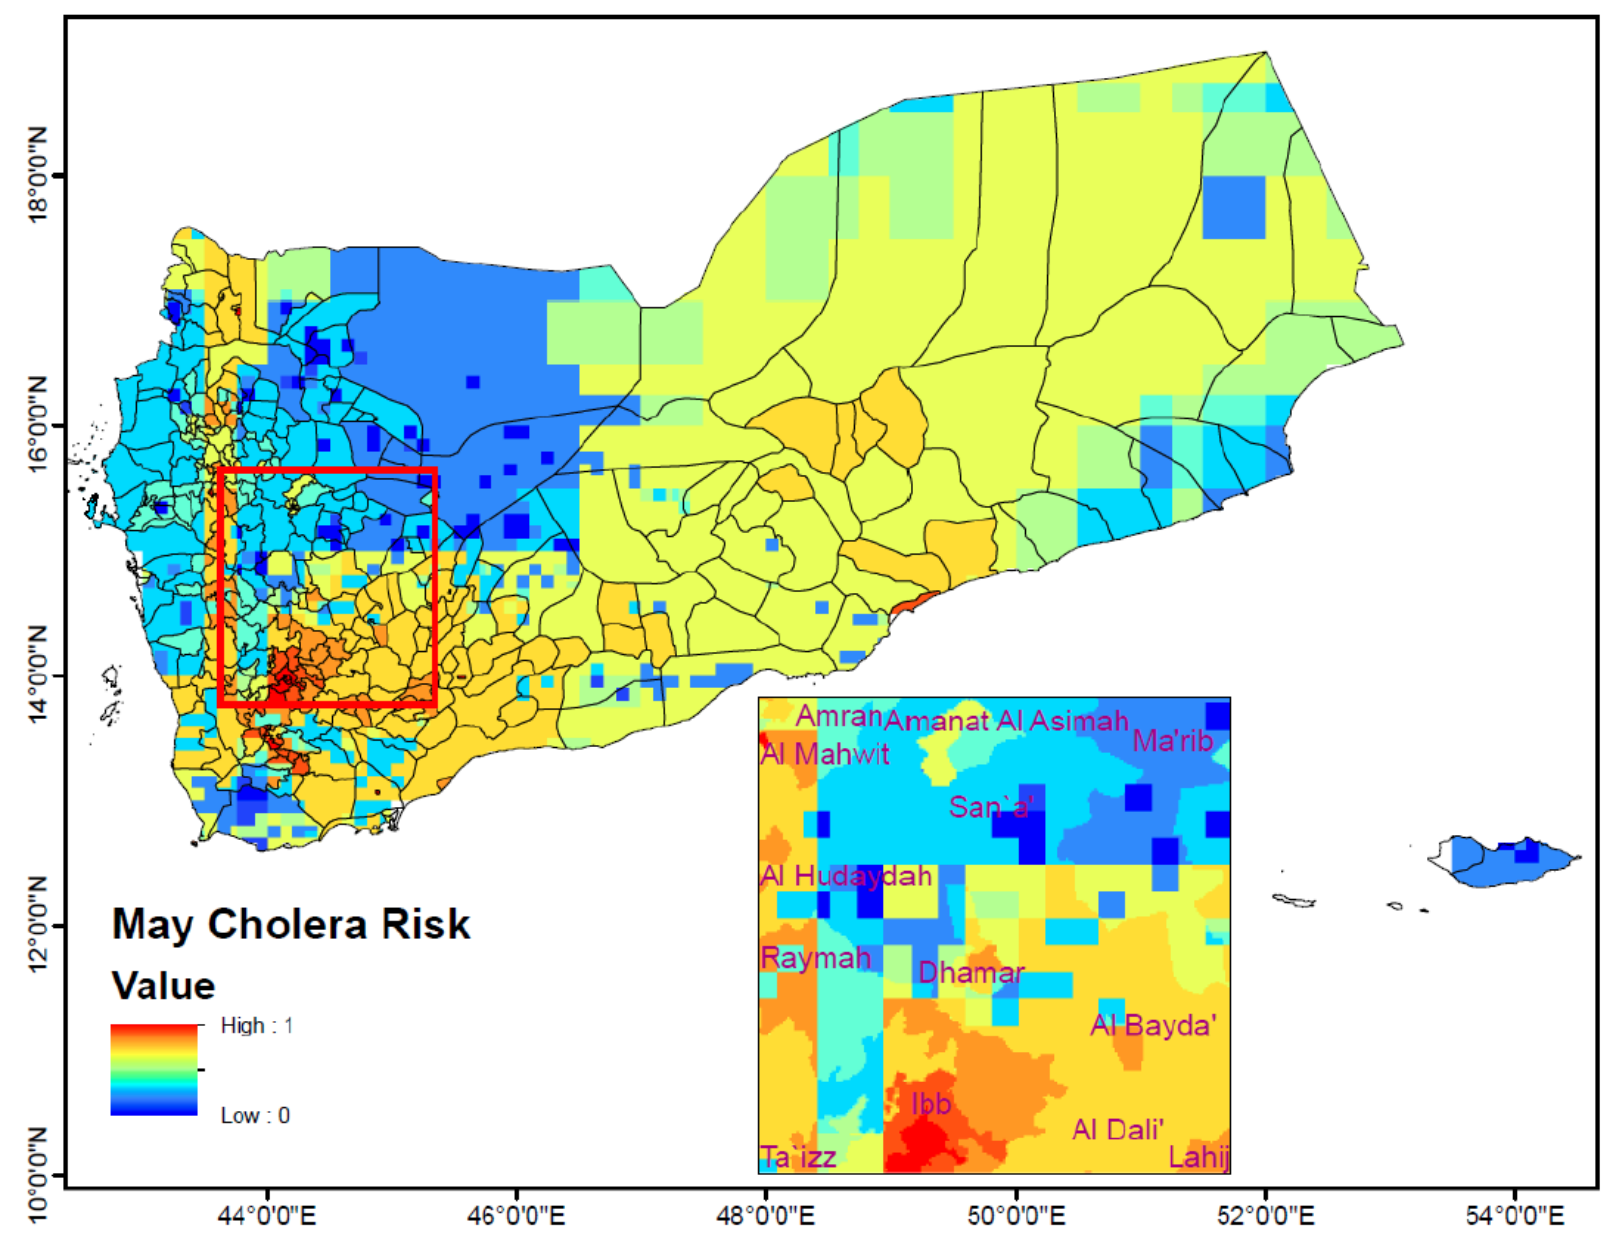 18°0'0"N
16°0'0"N
14°0'0"N
12°0'0"N
10°0'0"N
Amran Amanat Al Asimah
Ma'rib
Al Mahwit
San`a'
Al Hudaydah
Raymah
Dhamar
Al Bayda'
Ibb
Al Dali'
Ta`izz
Lahij
May Cholera Risk
Value
High : 1
Low : 0
44°0'0"E
46°0'0"E
48°0'0"E
50°0'0"E
52°0'0"E
54°0'0"E